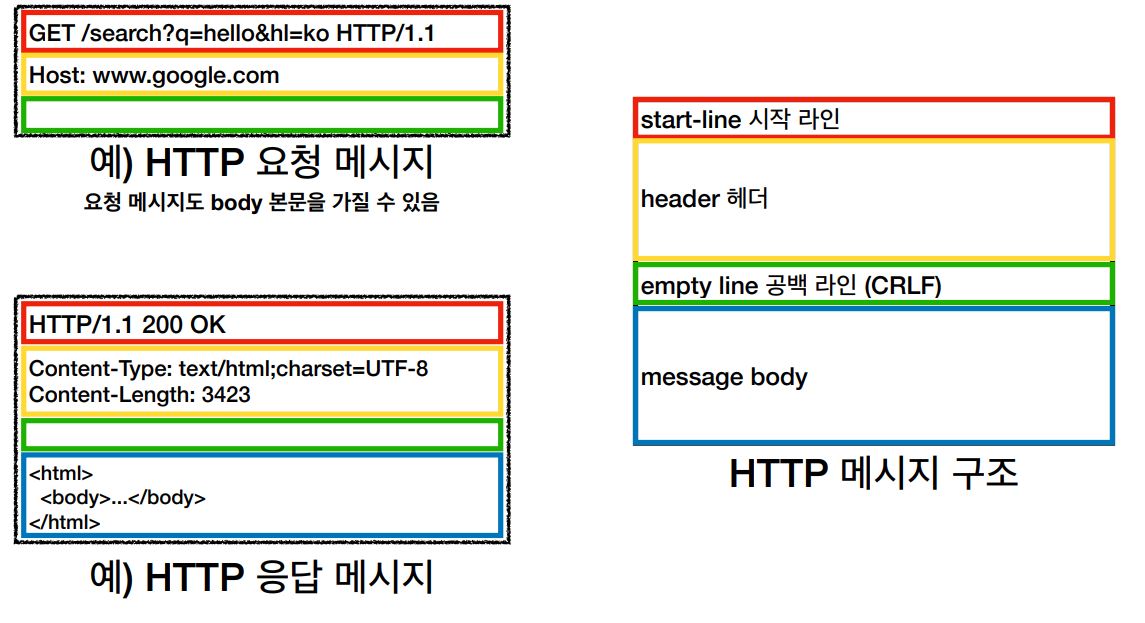 GET /search?q=hello&hl=ko HTTP/1.1
Host: www.google.com
예) HTTP 요청 메시지
요청 메시지도 body 본문을 가질 수 있음
HTTP/1.1 200 OK
Content-Type: text/html;charset=UTF-8
Content-Length: 3423
<html>
  <body>...</body>
</html>
예) HTTP 응답 메시지
start-line 시작 라인
header 헤더
empty line 공백 라인 (CRLF)
message body
HTTP 메시지 구조